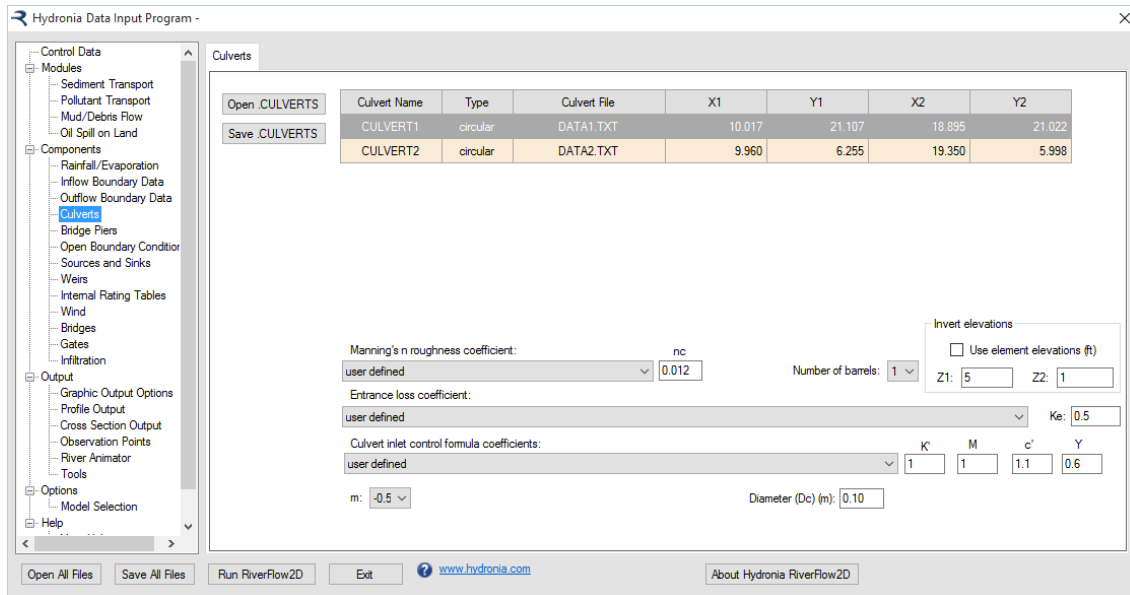 Hydronia Data Input Program -
Control Data
Modules
Sediment Transport
Pollutant Transport
Mud/Debris Flow
Oil Spill on Land
Components
Rainfall/Evaporation
Inflow Boundary Data
Outflow Boundary Data
Culverts
Bridge Piers
Open Boundary Condition
Sources and Sinks
Weirs
Internal Rating Tables
Wind
Bridges
Gates
Infiltration
Output
Graphic Output Options
Profile Output
Cross Section Output
Observation Points
River Animator
Tools
Options
Model Selection
Help
Culverts
Open .CULVERTS
Save .CULVERTS
Culvert Name Type Culvert File X1 Y1 X2 Y2
CULVERT1 circular DATA1.TXT 10.017 21.107 18.895 21.022
CULVERT2 circular DATA2.TXT 9.960 6.255 19.350 5.998
Invert elevations
Use element elevations (ft)
Z1: 5 Z2: 1
Manning's n roughness coefficient: nc
user defined 0.012 Number of barrels: 1
Entrance loss coefficient:
user defined Ke: 0.5
Culvert inlet control formula coefficients: K' M c' Y
user defined 1 1 1.1 0.6
m: -0.5 Diameter (Dc) (m): 0.10
Open All Files Save All Files Run RiverFlow2D Exit ? www.hydronia.com About Hydronia RiverFlow2D